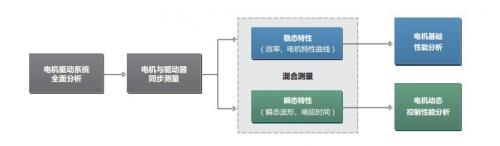 电机驱动系统
全面分析
电机与驱动器
同步测量
稳态特性
（效率、电机特性曲线）
混合测量
瞬态特性
（瞬态波形、响应时间）
电机基础
性能分析
电机动态
控制性能分析